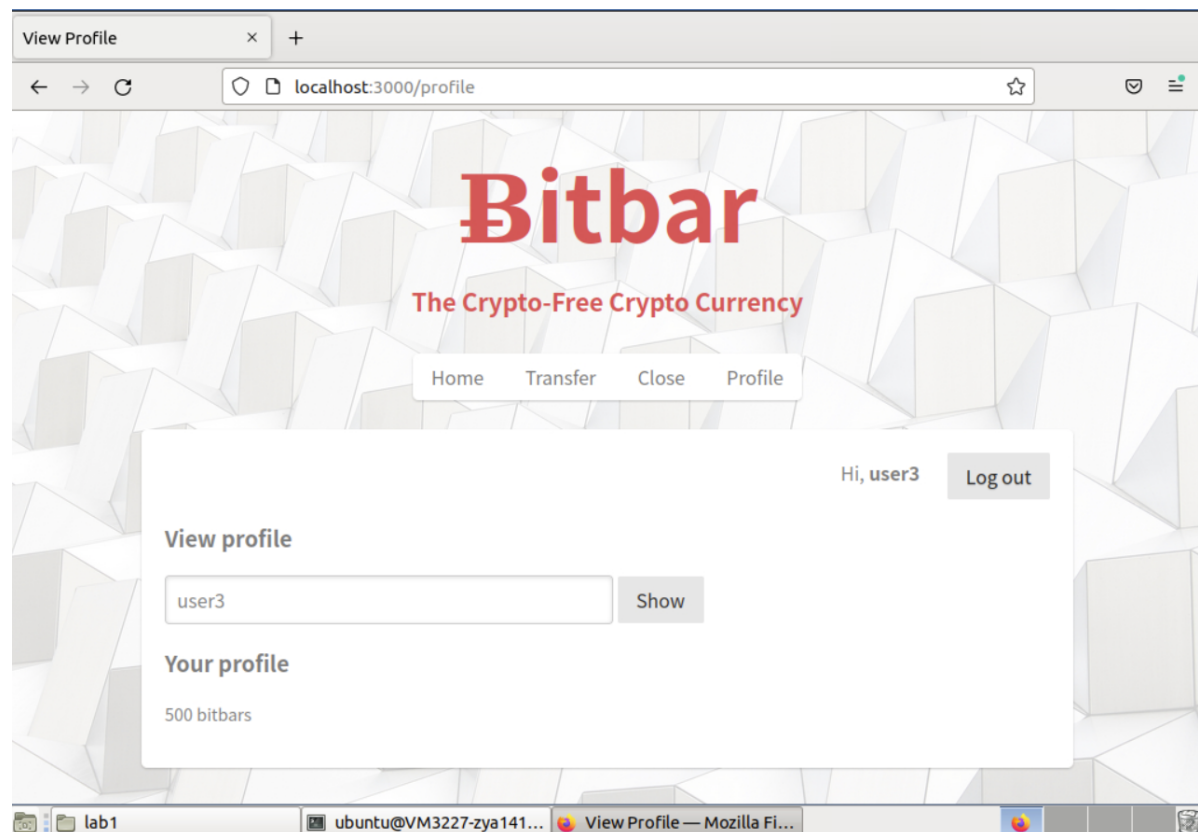 View Profile × +
localhost:3000/profile
Ƀitbar
The Crypto-Free Crypto Currency
Home Transfer Close Profile
Hi, user3 Log out
View profile
user3 Show
Your profile
500 bitbars
lab1 ubuntu@VM3227-zya141... View Profile — Mozilla Fi...